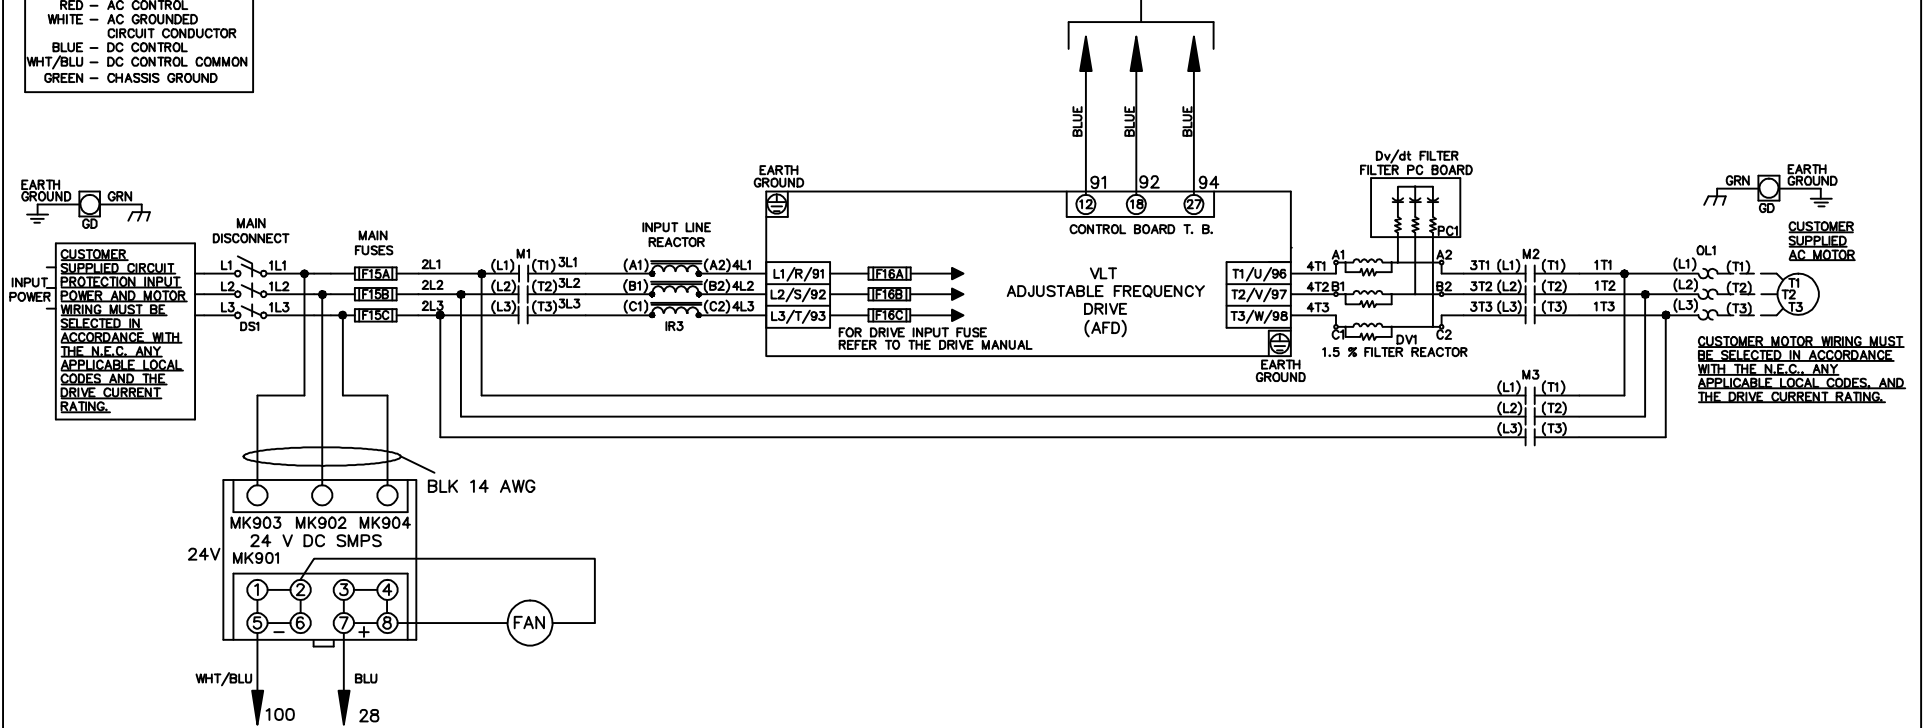 RED – AC CONTROL
WHITE – AC GROUNDED
CIRCUIT CONDUCTOR
BLUE – DC CONTROL
WHT/BLU – DC CONTROL COMMON
GREEN – CHASSIS GROUND
BLUE
BLUE
BLUE
91
92
94
12
18
27
CONTROL BOARD T. B.
EARTH
GROUND
GRN
GD
CUSTOMER
SUPPLIED CIRCUIT
PROTECTION INPUT
POWER AND MOTOR
WIRING MUST BE
SELECTED IN
ACCORDANCE WITH
THE N.E.C. ANY
APPLICABLE LOCAL
CODES AND THE
DRIVE CURRENT
RATING.
INPUT
POWER
MAIN
DISCONNECT
L1 1L1
L2 1L2
L3 1L3
DS1
MAIN
FUSES
F15A
F15B
F15C
2L1
2L2
2L3
M1
(L1) (T1) 3L1
(L2) (T2) 3L2
(L3) (T3) 3L3
INPUT LINE
REACTOR
(A1) (A2) 4L1
(B1) (B2) 4L2
(C1) (C2) 4L3
IR3
EARTH
GROUND
L1/R/91
L2/S/92
L3/T/93
F16A
F16B
F16C
FOR DRIVE INPUT FUSE
REFER TO THE DRIVE MANUAL
VLT
ADJUSTABLE FREQUENCY
DRIVE
(AFD)
T1/U/96
T2/V/97
T3/W/98
EARTH
GROUND
Dv/dt FILTER
FILTER PC BOARD
PC1
4T1 A1 A2
4T2 B1 B2
4T3 C1 C2
DV1
1.5 % FILTER REACTOR
M2
3T1 (L1) (T1) 1T1
3T2 (L2) (T2) 1T2
3T3 (L3) (T3) 1T3
M3
(L1) (T1)
(L2) (T2)
(L3) (T3)
OL1
(L1) (T1)
(L2) (T2)
(L3) (T3)
T1
T2
T3
GRN
EARTH
GROUND
GD
CUSTOMER
SUPPLIED
AC MOTOR
CUSTOMER MOTOR WIRING MUST
BE SELECTED IN ACCORDANCE
WITH THE N.E.C., ANY
APPLICABLE LOCAL CODES, AND
THE DRIVE CURRENT RATING.
BLK 14 AWG
MK903 MK902 MK904
24 V DC SMPS
24V
MK901
1 2 3 4
5 – 6 7 + 8
FAN
WHT/BLU
BLU
100
28